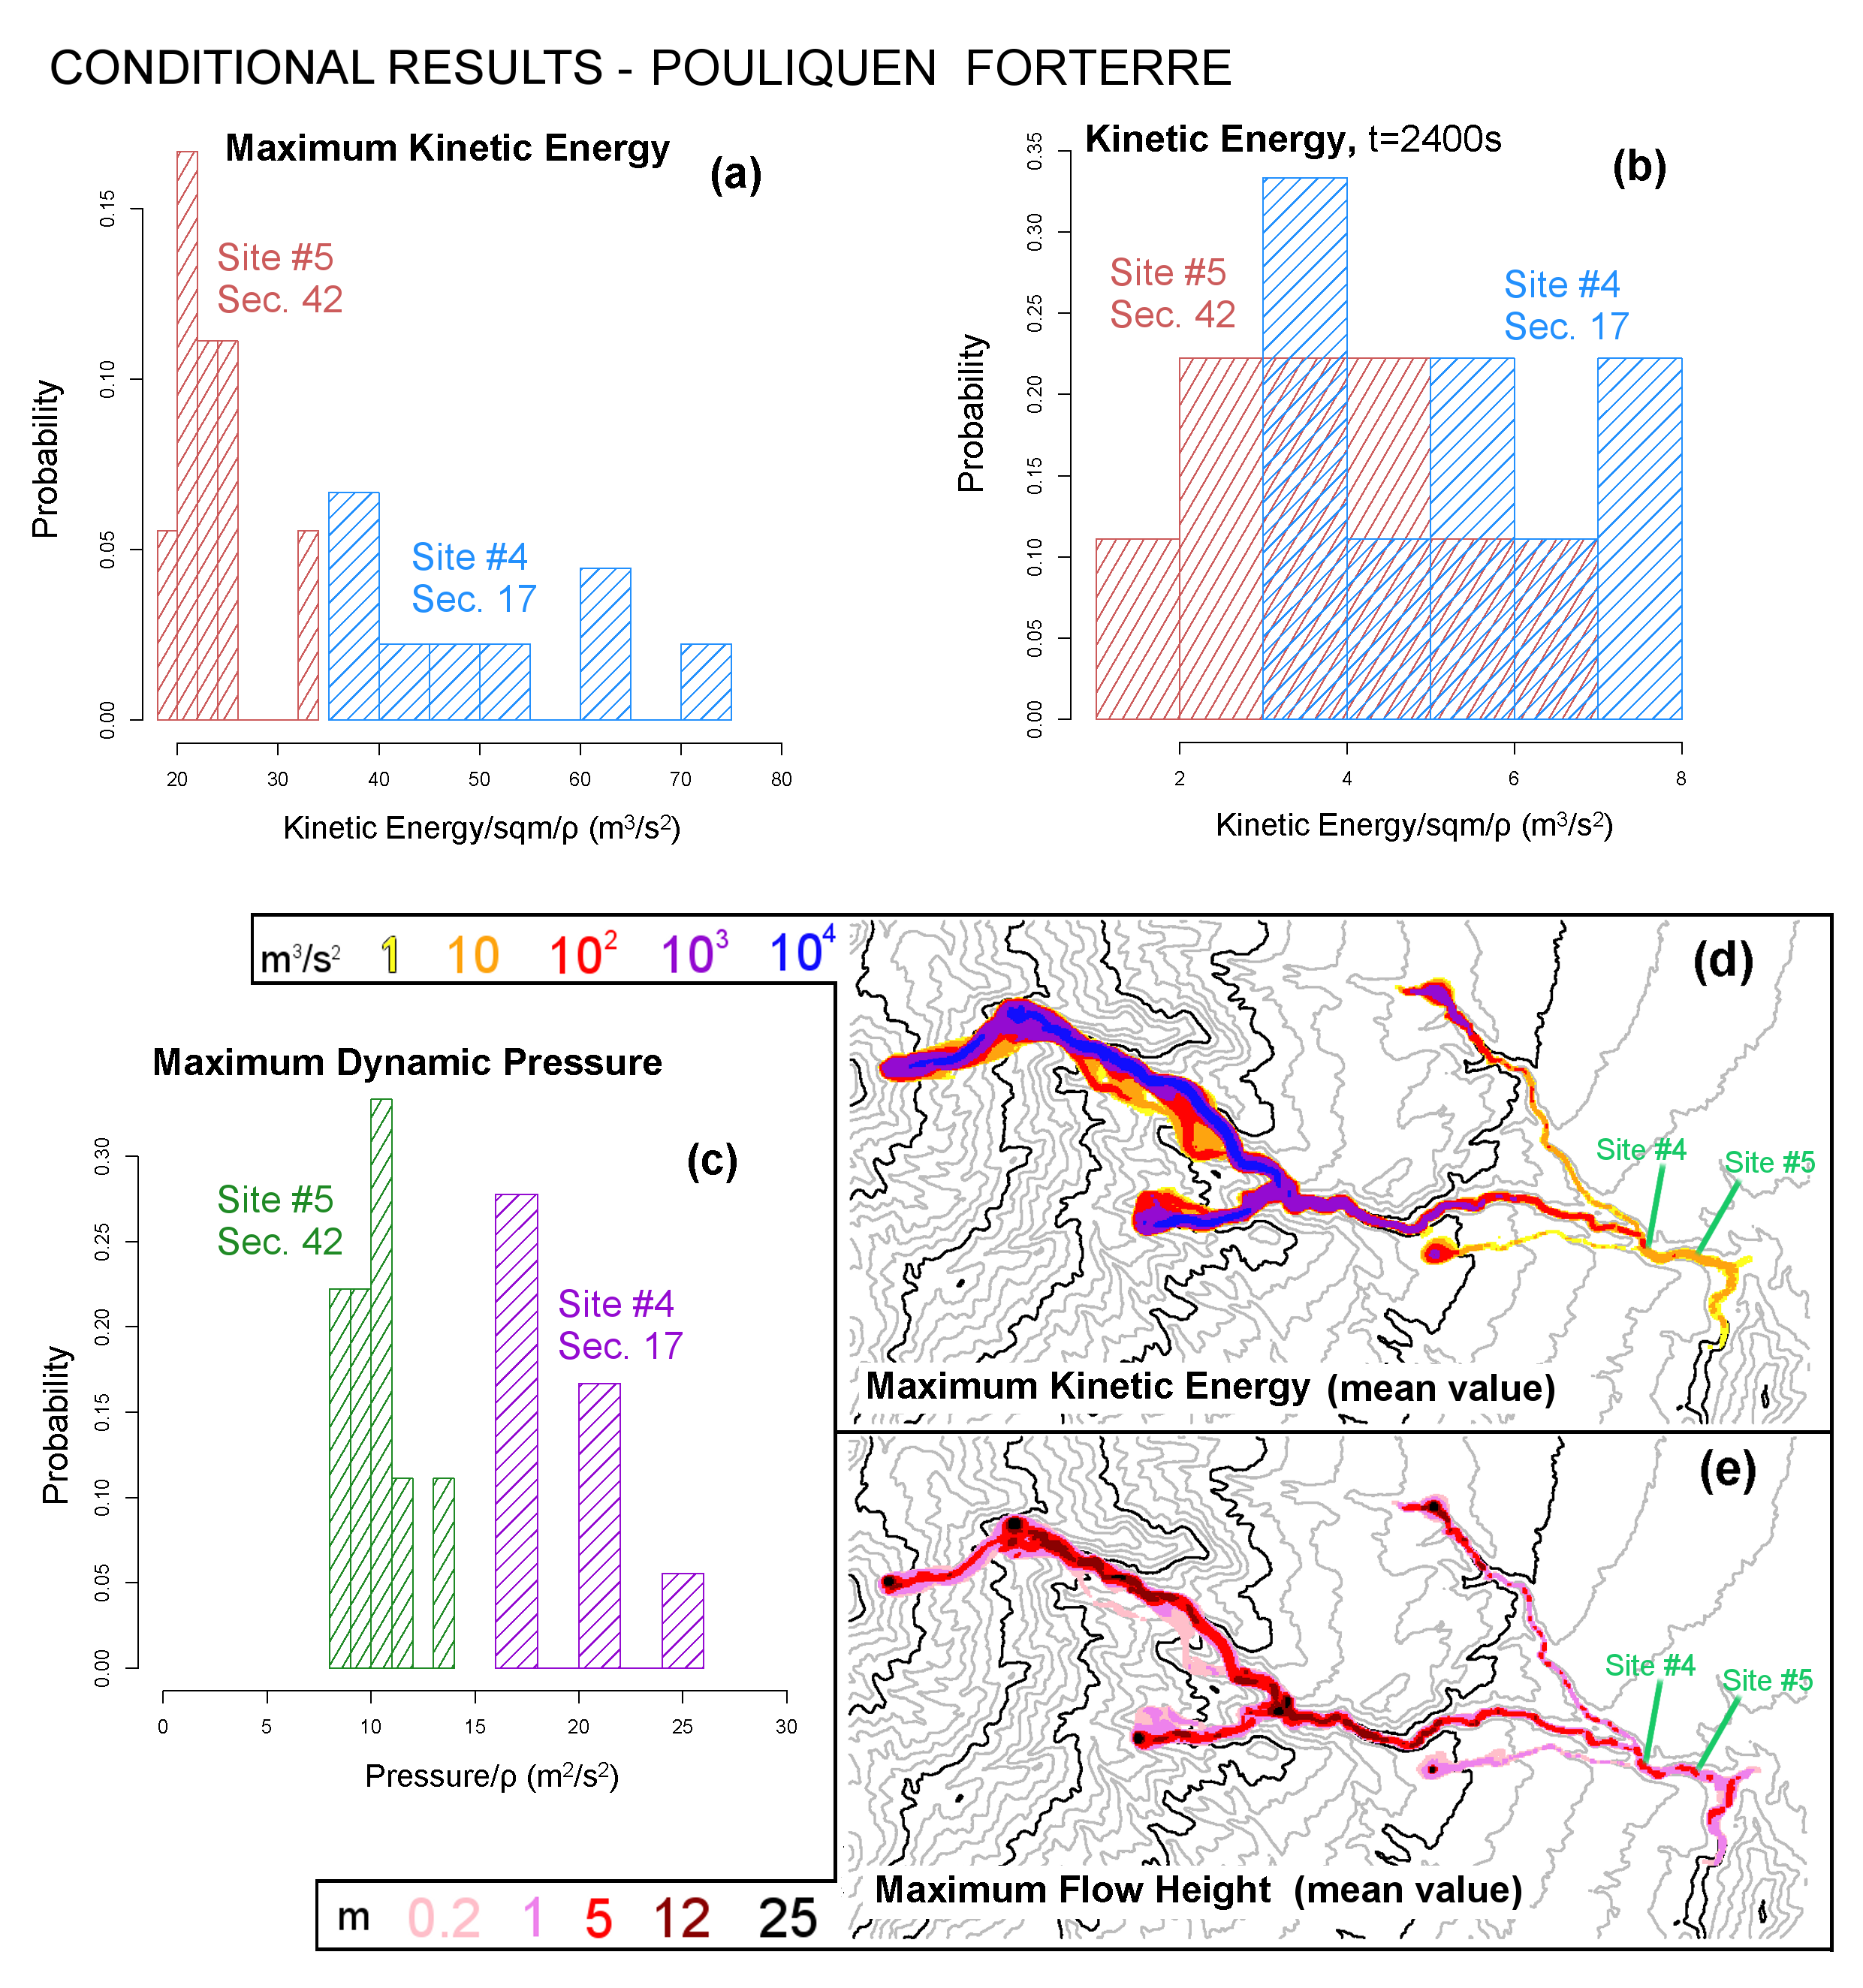 CONDITIONAL RESULTS - POULIQUEN FORTERRE
Maximum Kinetic Energy
(a)
Site #5
Sec. 42
Site #4
Sec. 17
Probability
0.00
0.05
0.10
0.15
20 30 40 50 60 70 80
Kinetic Energy/sqm/ρ (m³/s²)
Kinetic Energy, t=2400s
(b)
Site #5
Sec. 42
Site #4
Sec. 17
Probability
0.00
0.05
0.10
0.15
0.20
0.25
0.30
0.35
2 4 6 8
Kinetic Energy/sqm/ρ (m³/s²)
m³/s² 1 10 10² 10³ 10⁴
Maximum Dynamic Pressure
(c)
Site #5
Sec. 42
Site #4
Sec. 17
Probability
0.00
0.05
0.10
0.15
0.20
0.25
0.30
0 5 10 15 20 25 30
Pressure/ρ (m²/s²)
(d)
Site #4
Site #5
Maximum Kinetic Energy (mean value)
(e)
Site #4
Site #5
Maximum Flow Height (mean value)
m 0.2 1 5 12 25